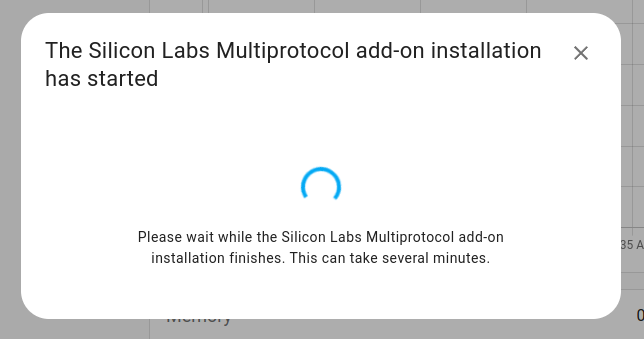 The Silicon Labs Multiprotocol add-on installation
has started
Please wait while the Silicon Labs Multiprotocol add-on
installation finishes. This can take several minutes.
35 A
Memory
0